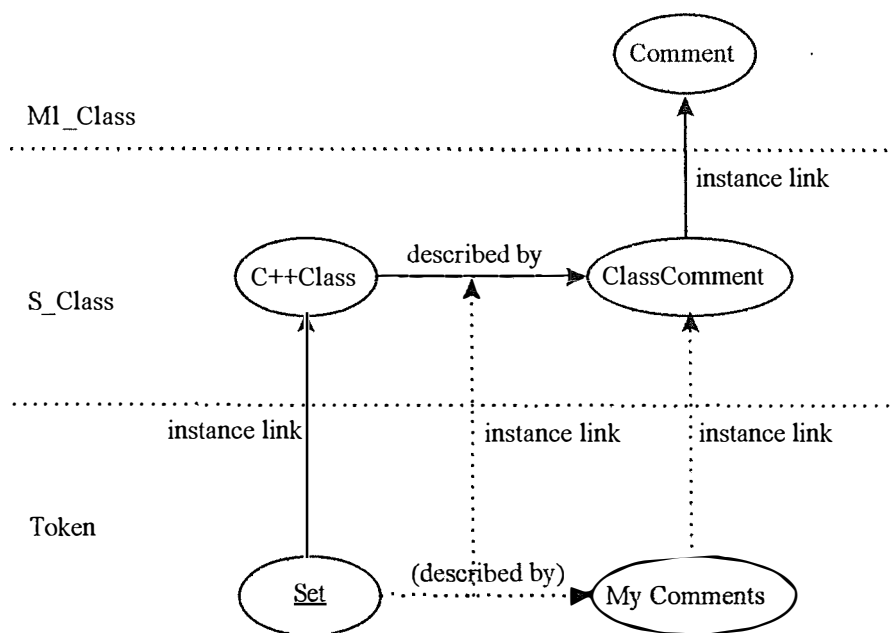 Comment
M1_Class
instance link
described by
C++Class
ClassComment
S_Class
instance link
instance link
instance link
Token
(described by)
Set
My Comments